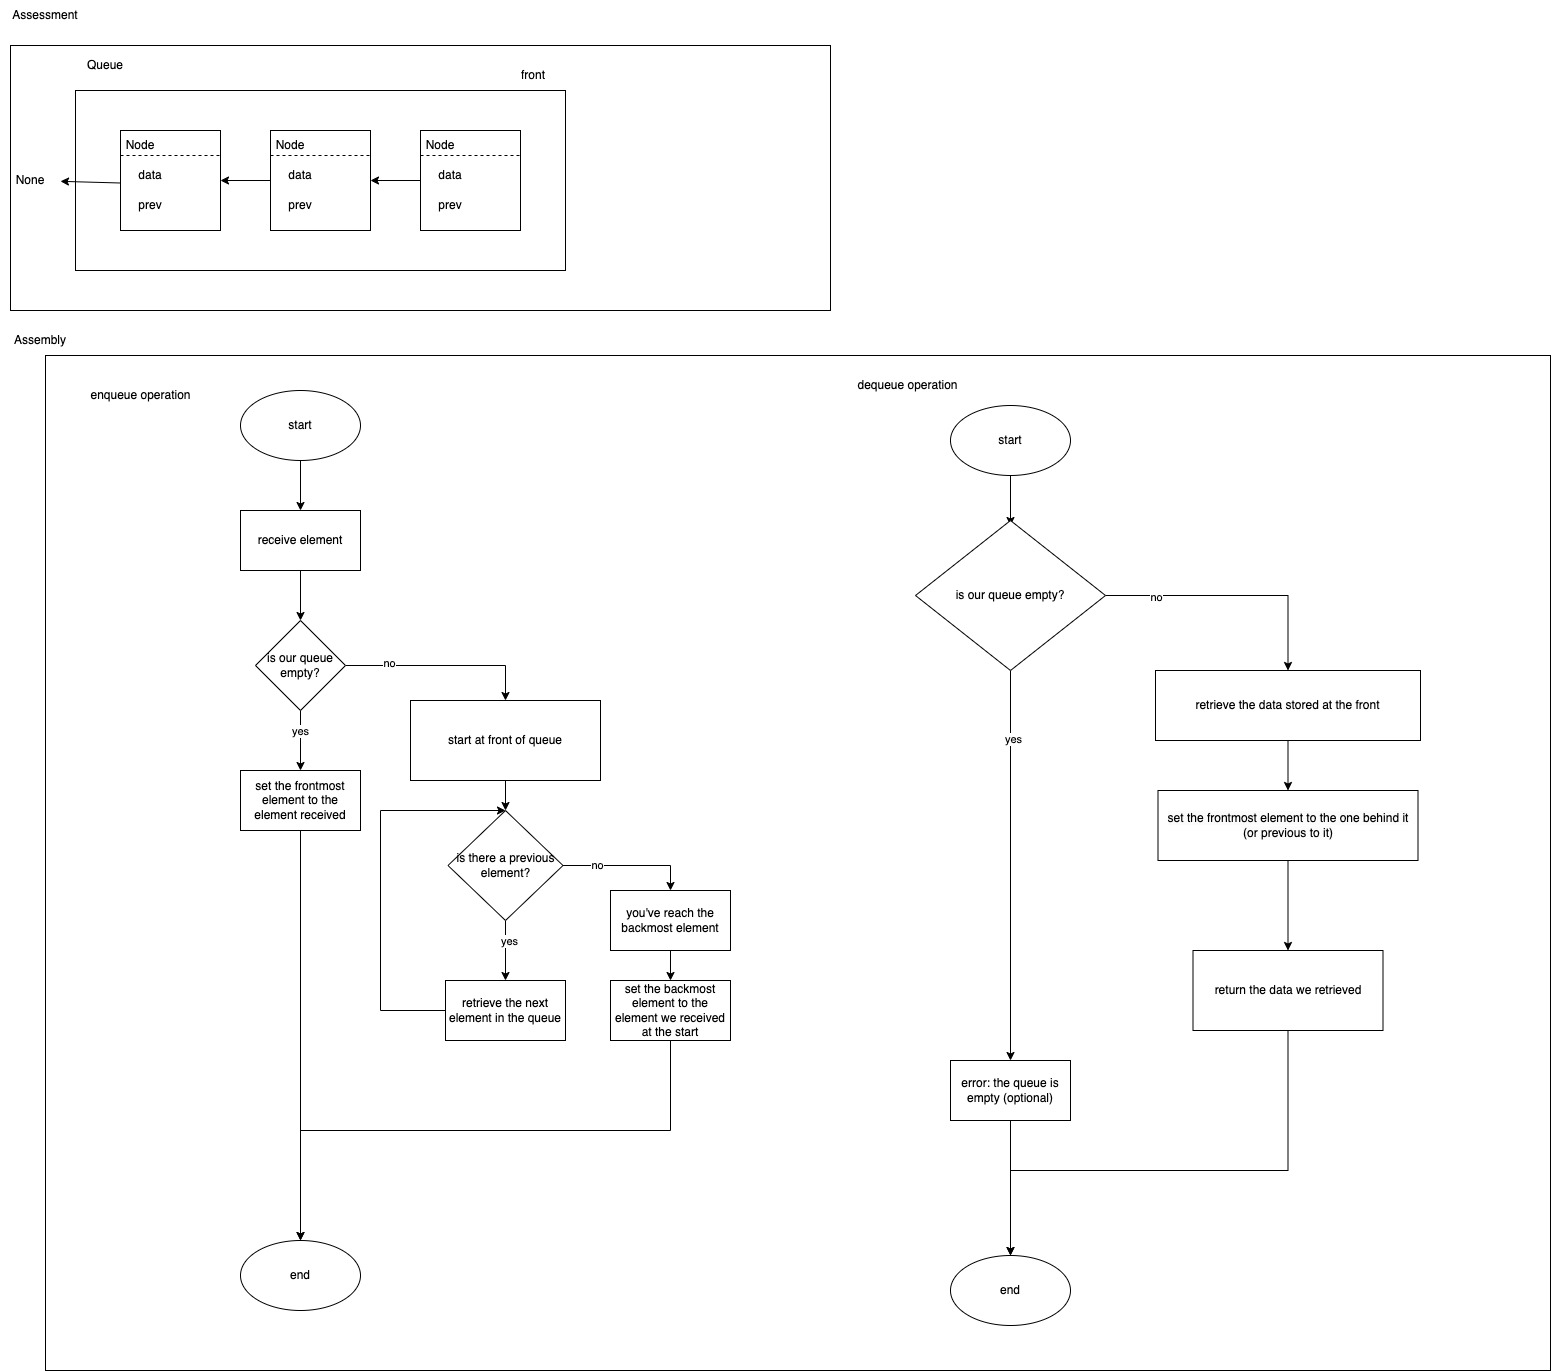 Assessment
Queue
front
Node
data
prev
Node
data
prev
Node
data
prev
None
Assembly
enqueue operation
start
receive element
is our queue
empty?
no
yes
set the frontmost
element to the
element received
start at front of queue
is there a previous
element?
no
yes
retrieve the next
element in the queue
you've reach the
backmost element
set the backmost
element to the
element we received
at the start
end
dequeue operation
start
is our queue empty?
no
yes
retrieve the data stored at the front
set the frontmost element to the one behind it
(or previous to it)
return the data we retrieved
error: the queue is
empty (optional)
end